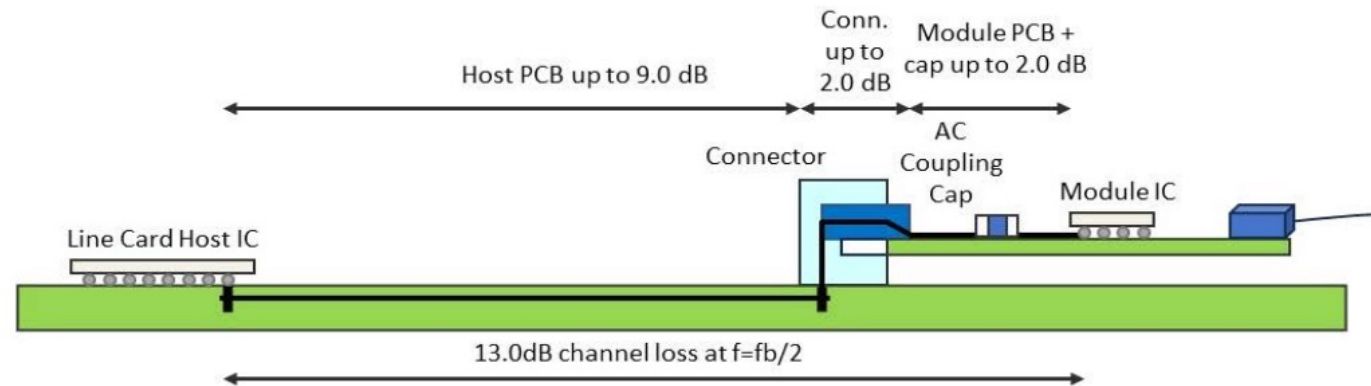 Conn.
up to
2.0 dB
Module PCB +
cap up to 2.0 dB
Host PCB up to 9.0 dB
Connector
AC
Coupling
Cap
Module IC
Line Card Host IC
13.0dB channel loss at f=fb/2